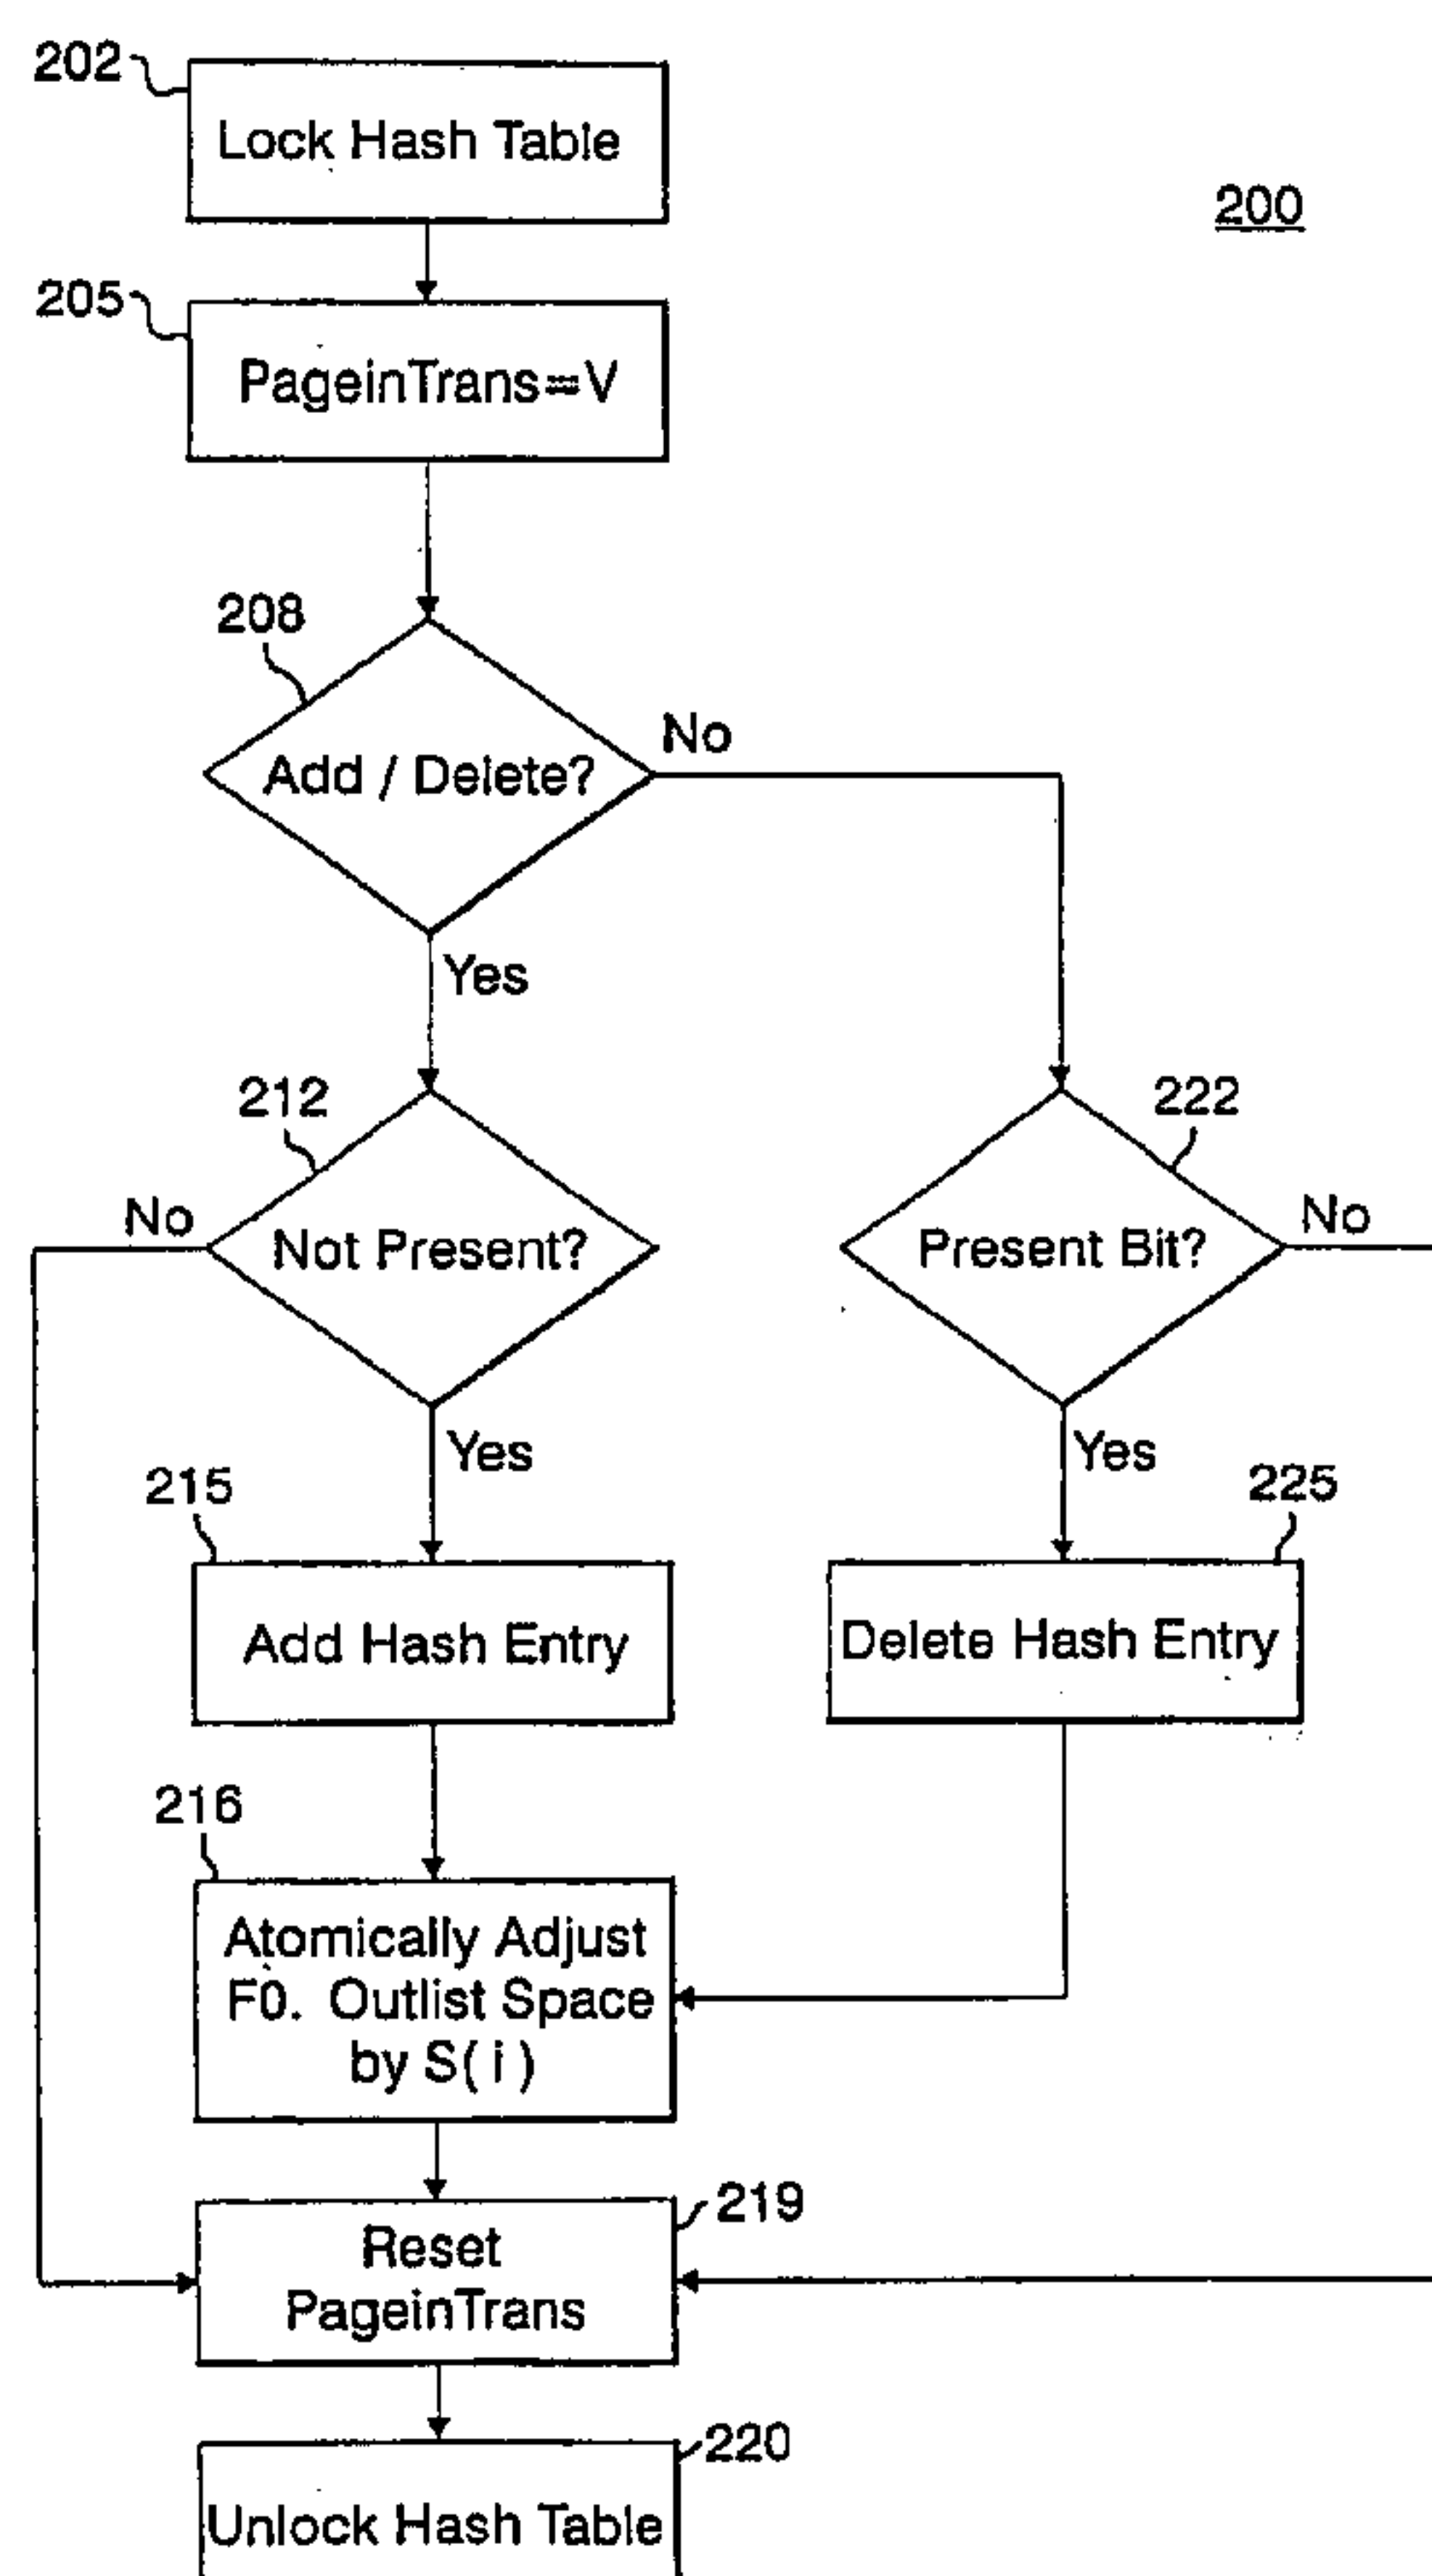 202
Lock Hash Table
200
205
PageinTrans=V
208
Add / Delete?
No
Yes
212
222
No
Not Present?
Present Bit?
No
Yes
Yes
215
225
Add Hash Entry
Delete Hash Entry
216
Atomically Adjust
F0. Outlist Space
by S( i )
219
Reset
PageinTrans
220
Unlock Hash Table